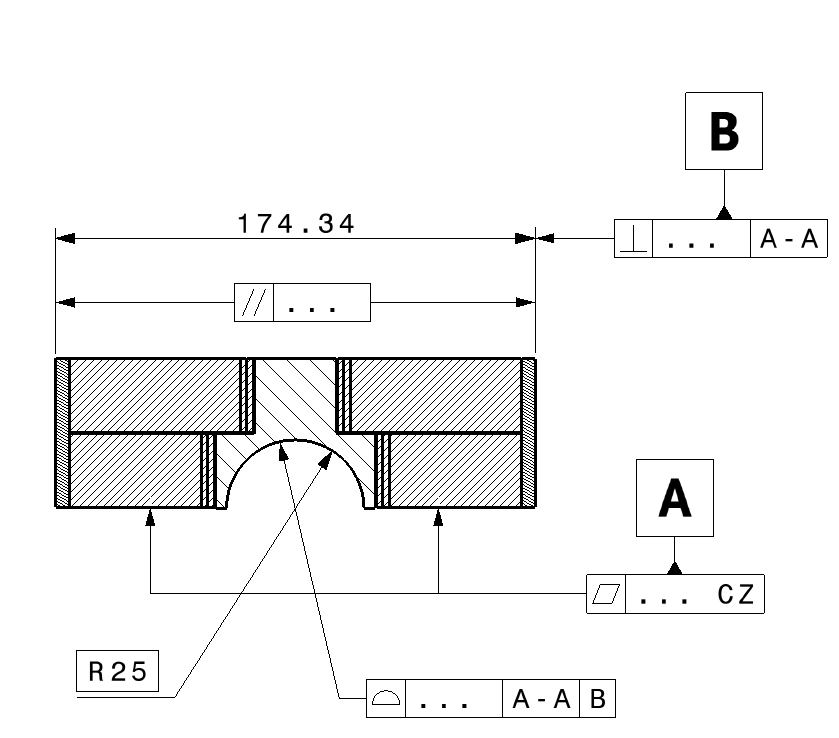 B
174.34
⟂ ... A-A
// ...
A
⏥ ... CZ
R25
⌓ ... A-A B